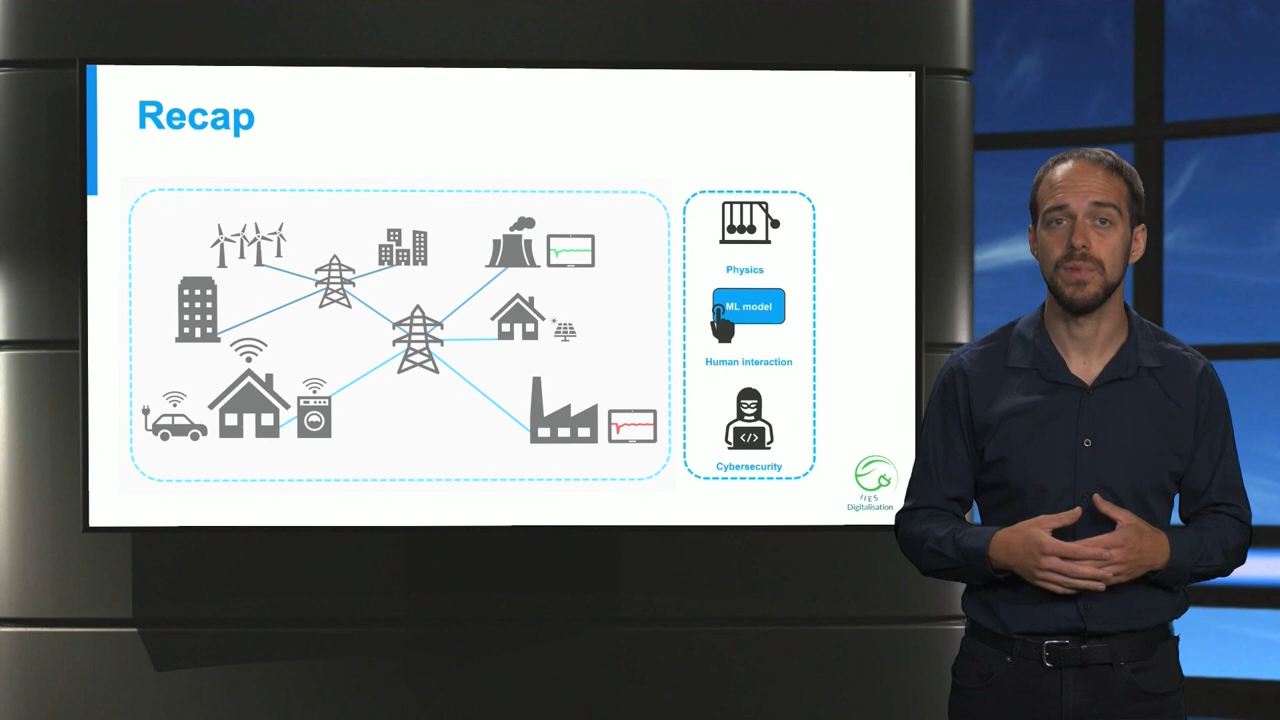 Recap
Physics
ML model
Human interaction
</>
Cybersecurity
IIES
Digitalisation